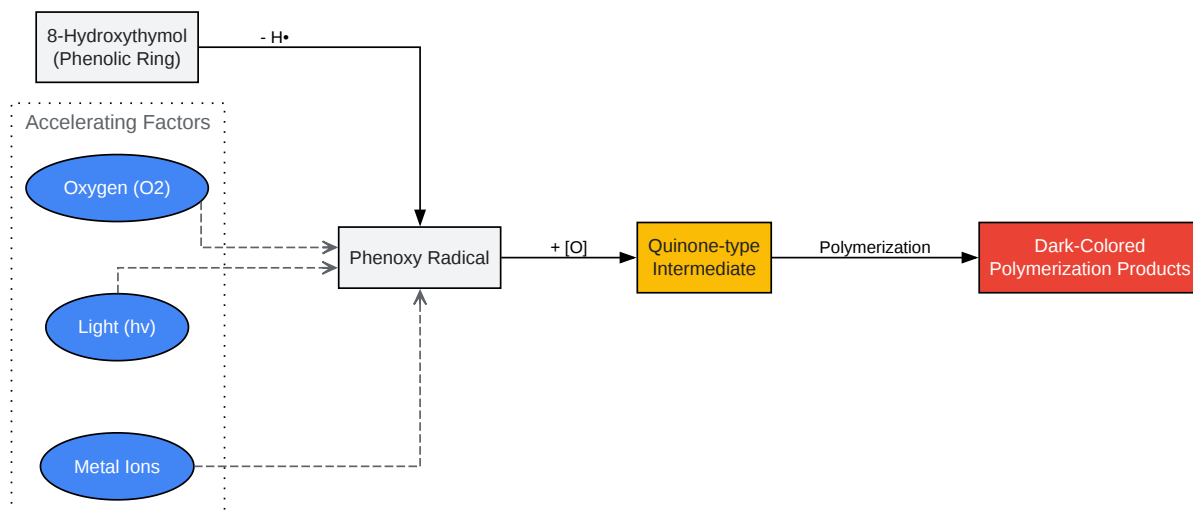 8-Hydroxythymol
(Phenolic Ring)
- H•
Accelerating Factors
Oxygen (O2)
Light (hv)
Metal Ions
Phenoxy Radical
+ [O]
Quinone-type
Intermediate
Polymerization
Dark-Colored
Polymerization Products